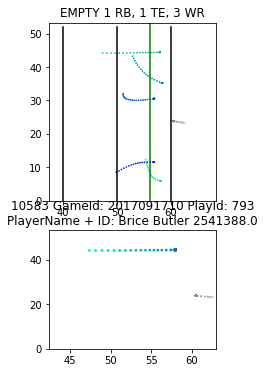 EMPTY 1 RB, 1 TE, 3 WR
50
40
30
20
10
0
40 50 60
10583 GameId: 2017091710 PlayId: 793
PlayerName + ID: Brice Butler 2541388.0
40
20
0
45 50 55 60